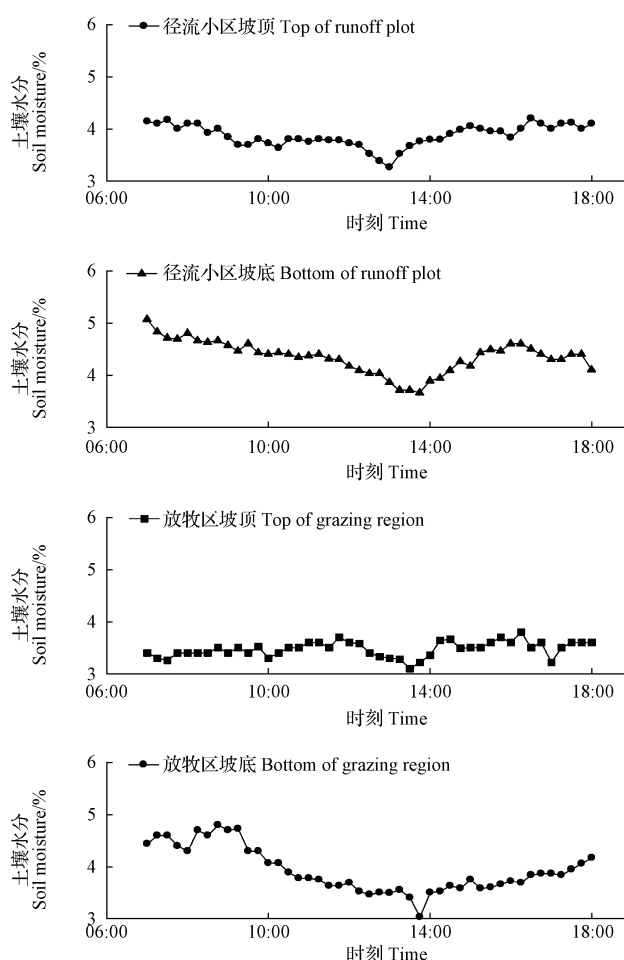 径流小区坡顶 Top of runoff plot
土壤水分
Soil moisture/%
6
5
4
3
06:00 10:00 14:00 18:00
时刻 Time
径流小区坡底 Bottom of runoff plot
土壤水分
Soil moisture/%
6
5
4
3
06:00 10:00 14:00 18:00
时刻 Time
放牧区坡顶 Top of grazing region
土壤水分
Soil moisture/%
6
5
4
3
06:00 10:00 14:00 18:00
时刻 Time
放牧区坡底 Bottom of grazing region
土壤水分
Soil moisture/%
6
5
4
3
06:00 10:00 14:00 18:00
时刻 Time